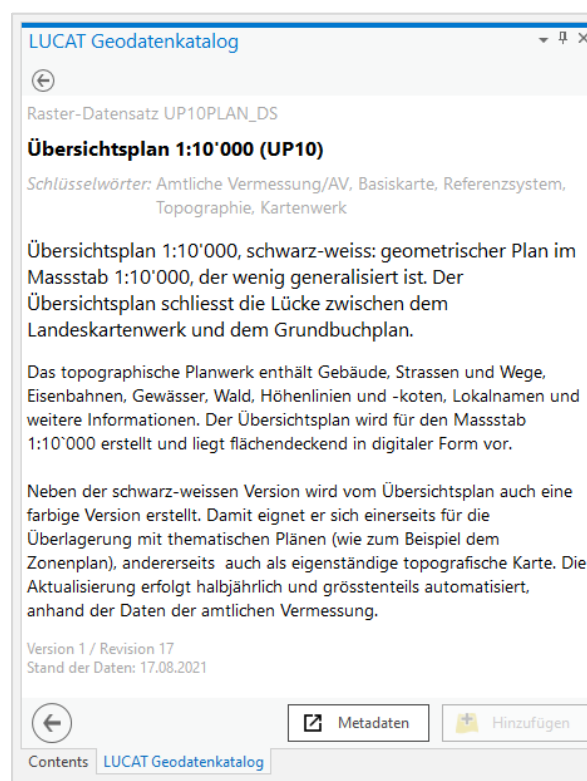 LUCAT Geodatenkatalog
Raster-Datensatz UP10PLAN_DS
Übersichtsplan 1:10'000 (UP10)
Schlüsselwörter: Amtliche Vermessung/AV, Basiskarte, Referenzsystem,
Topographie, Kartenwerk
Übersichtsplan 1:10'000, schwarz-weiss: geometrischer Plan im
Massstab 1:10'000, der wenig generalisiert ist. Der
Übersichtsplan schliesst die Lücke zwischen dem
Landeskartenwerk und dem Grundbuchplan.
Das topographische Planwerk enthält Gebäude, Strassen und Wege,
Eisenbahnen, Gewässer, Wald, Höhenlinien und -koten, Lokalnamen und
weitere Informationen. Der Übersichtsplan wird für den Massstab
1:10`000 erstellt und liegt flächendeckend in digitaler Form vor.
Neben der schwarz-weissen Version wird vom Übersichtsplan auch eine
farbige Version erstellt. Damit eignet er sich einerseits für die
Überlagerung mit thematischen Plänen (wie zum Beispiel dem
Zonenplan), andererseits  auch als eigenständige topografische Karte. Die
Aktualisierung erfolgt halbjährlich und grösstenteils automatisiert,
anhand der Daten der amtlichen Vermessung.
Version 1 / Revision 17
Stand der Daten: 17.08.2021
Metadaten
Hinzufügen
Contents
LUCAT Geodatenkatalog